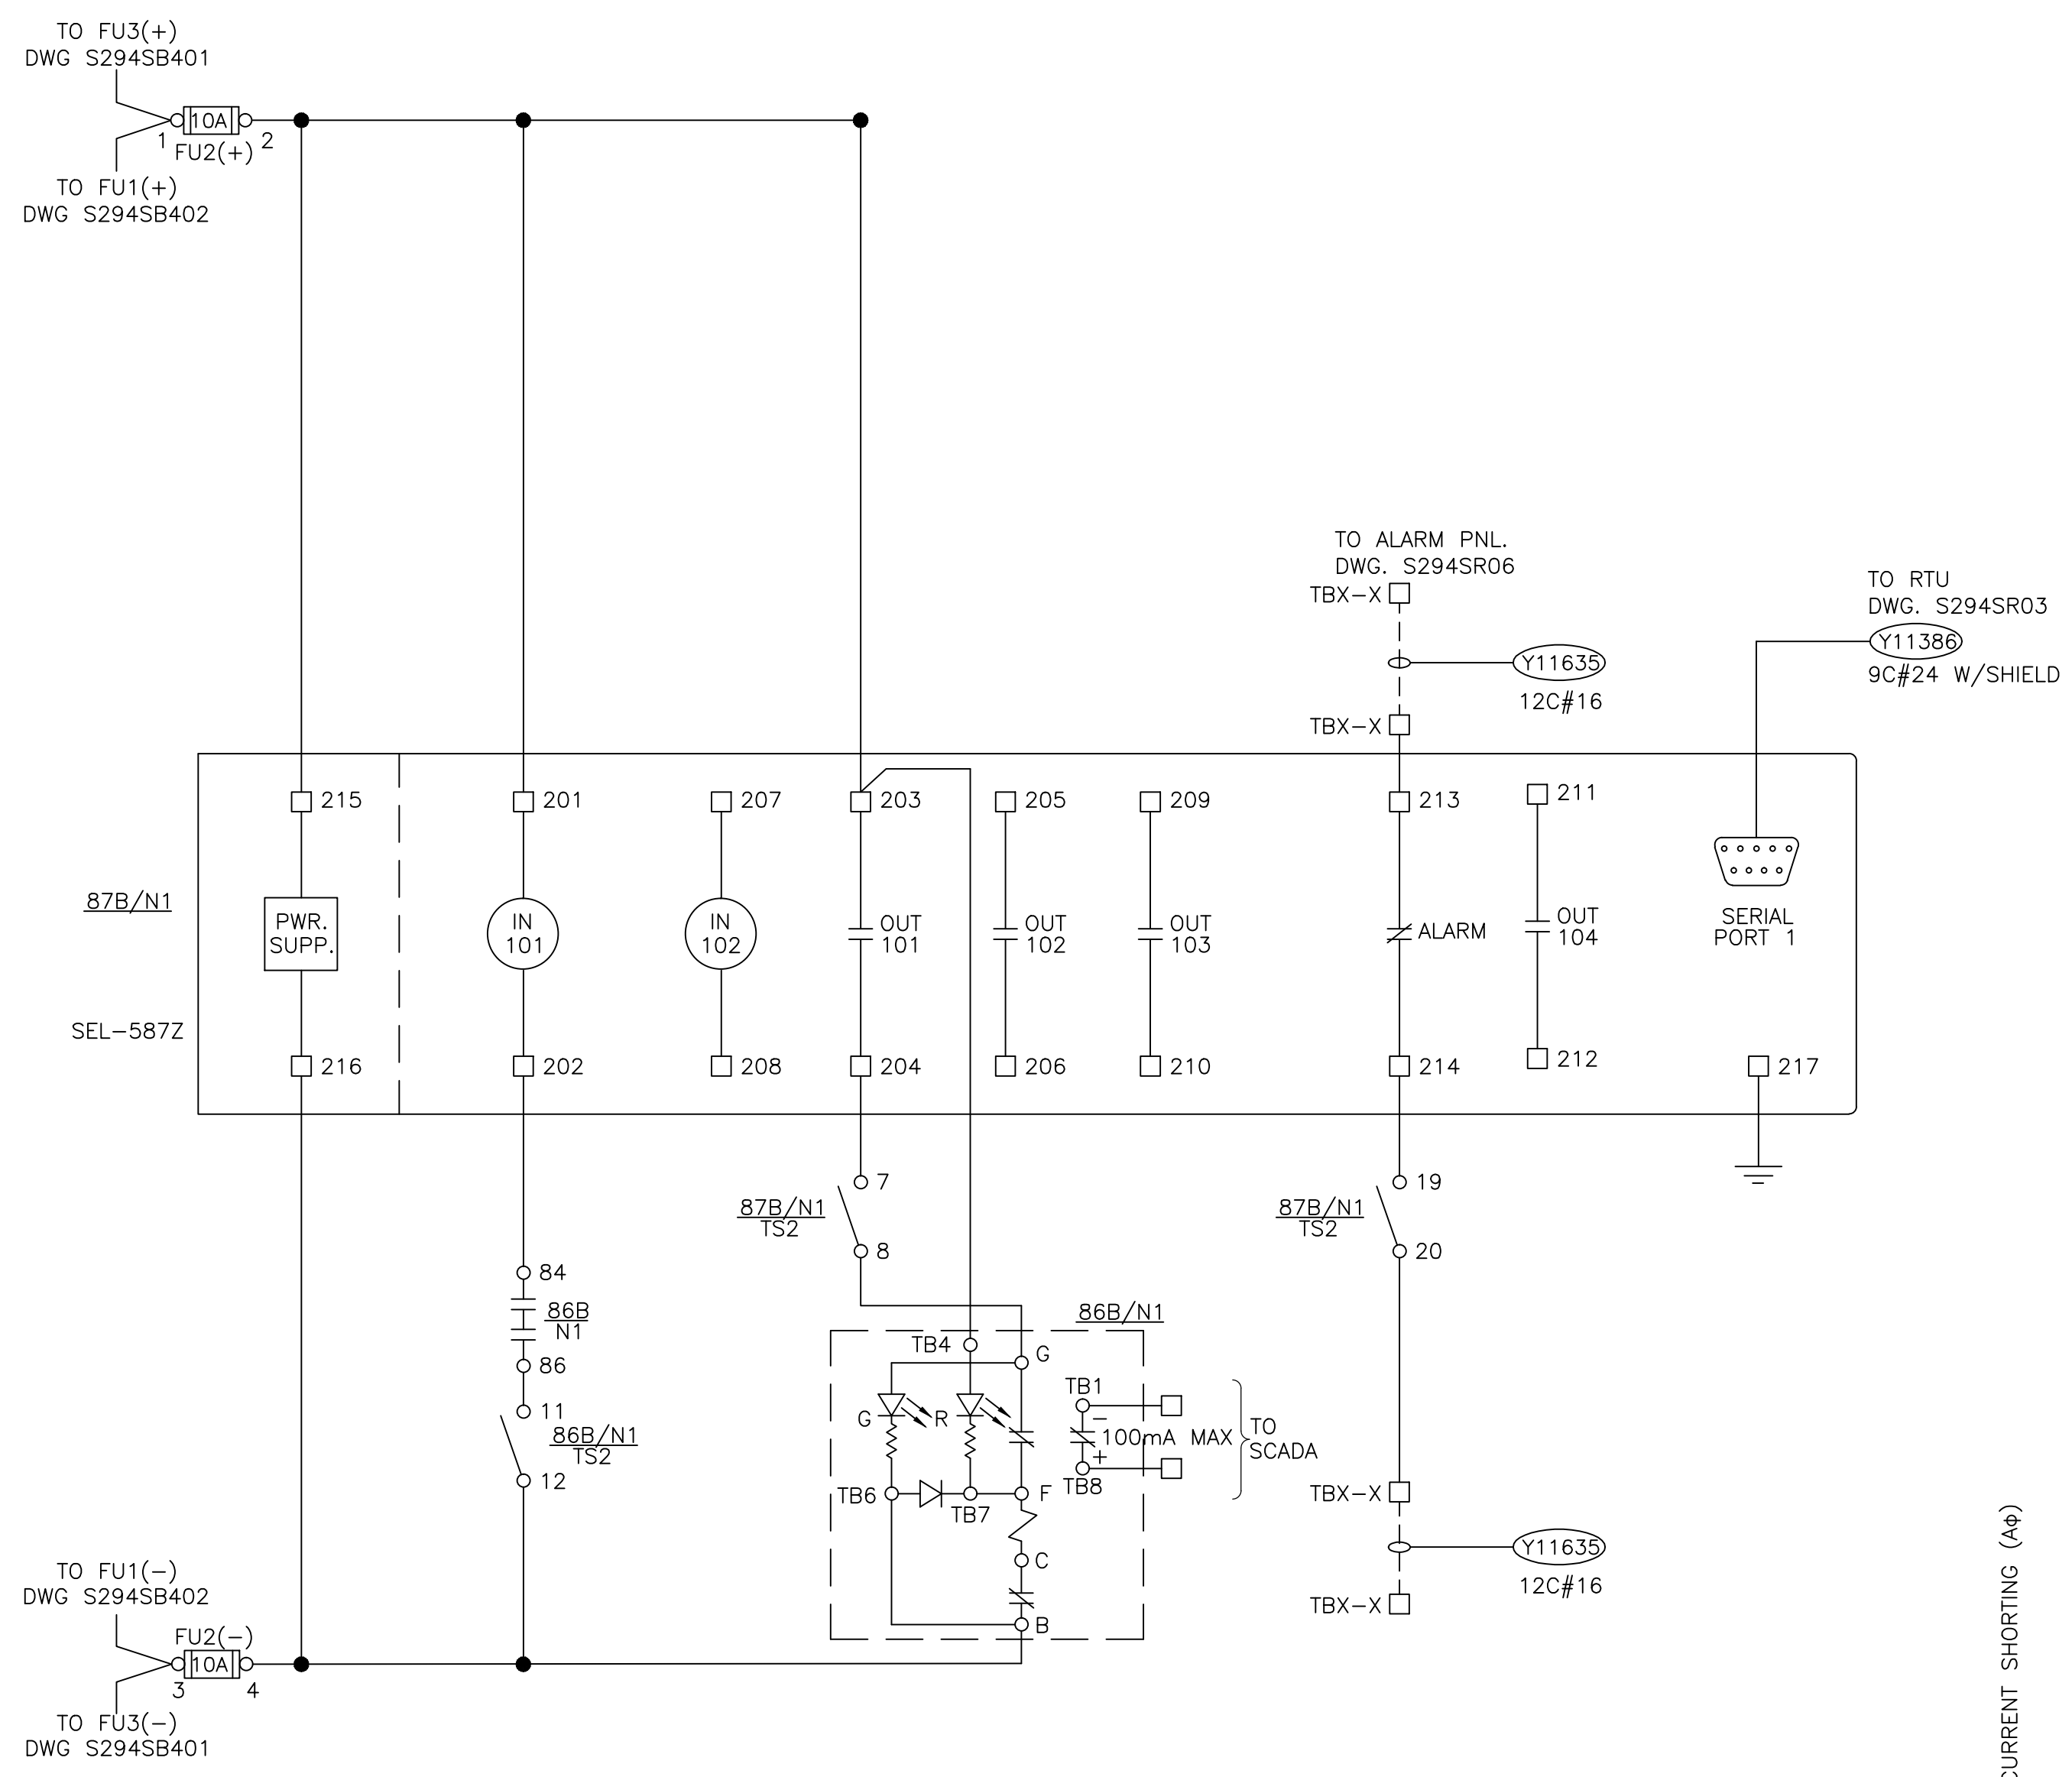 TO FU3(+)
DWG S294SB401
10A
1
2
FU2(+)
TO FU1(+)
DWG S294SB402
TO ALARM PNL.
DWG. S294SR06
TBX-X
Y11635
12C#16
TBX-X
TO RTU
DWG. S294SR03
Y11386
9C#24 W/SHIELD
215
201
207
203
205
209
213
211
87B/N1
PWR.
SUPP.
IN
101
IN
102
OUT
101
OUT
102
OUT
103
ALARM
OUT
104
SERIAL
PORT 1
SEL-587Z
216
202
208
204
206
210
214
212
217
7
87B/N1
TS2
8
19
87B/N1
TS2
20
84
86B
N1
86
11
86B/N1
TS2
12
86B/N1
TB4
G
TB1
G
R
−
100mA MAX
+
TO
SCADA
TB8
TB6
TB7
F
C
B
TBX-X
Y11635
12C#16
TBX-X
TO FU1(−)
DWG S294SB402
FU2(−)
10A
3
4
TO FU3(−)
DWG S294SB401
CURRENT SHORTING (Aϕ)